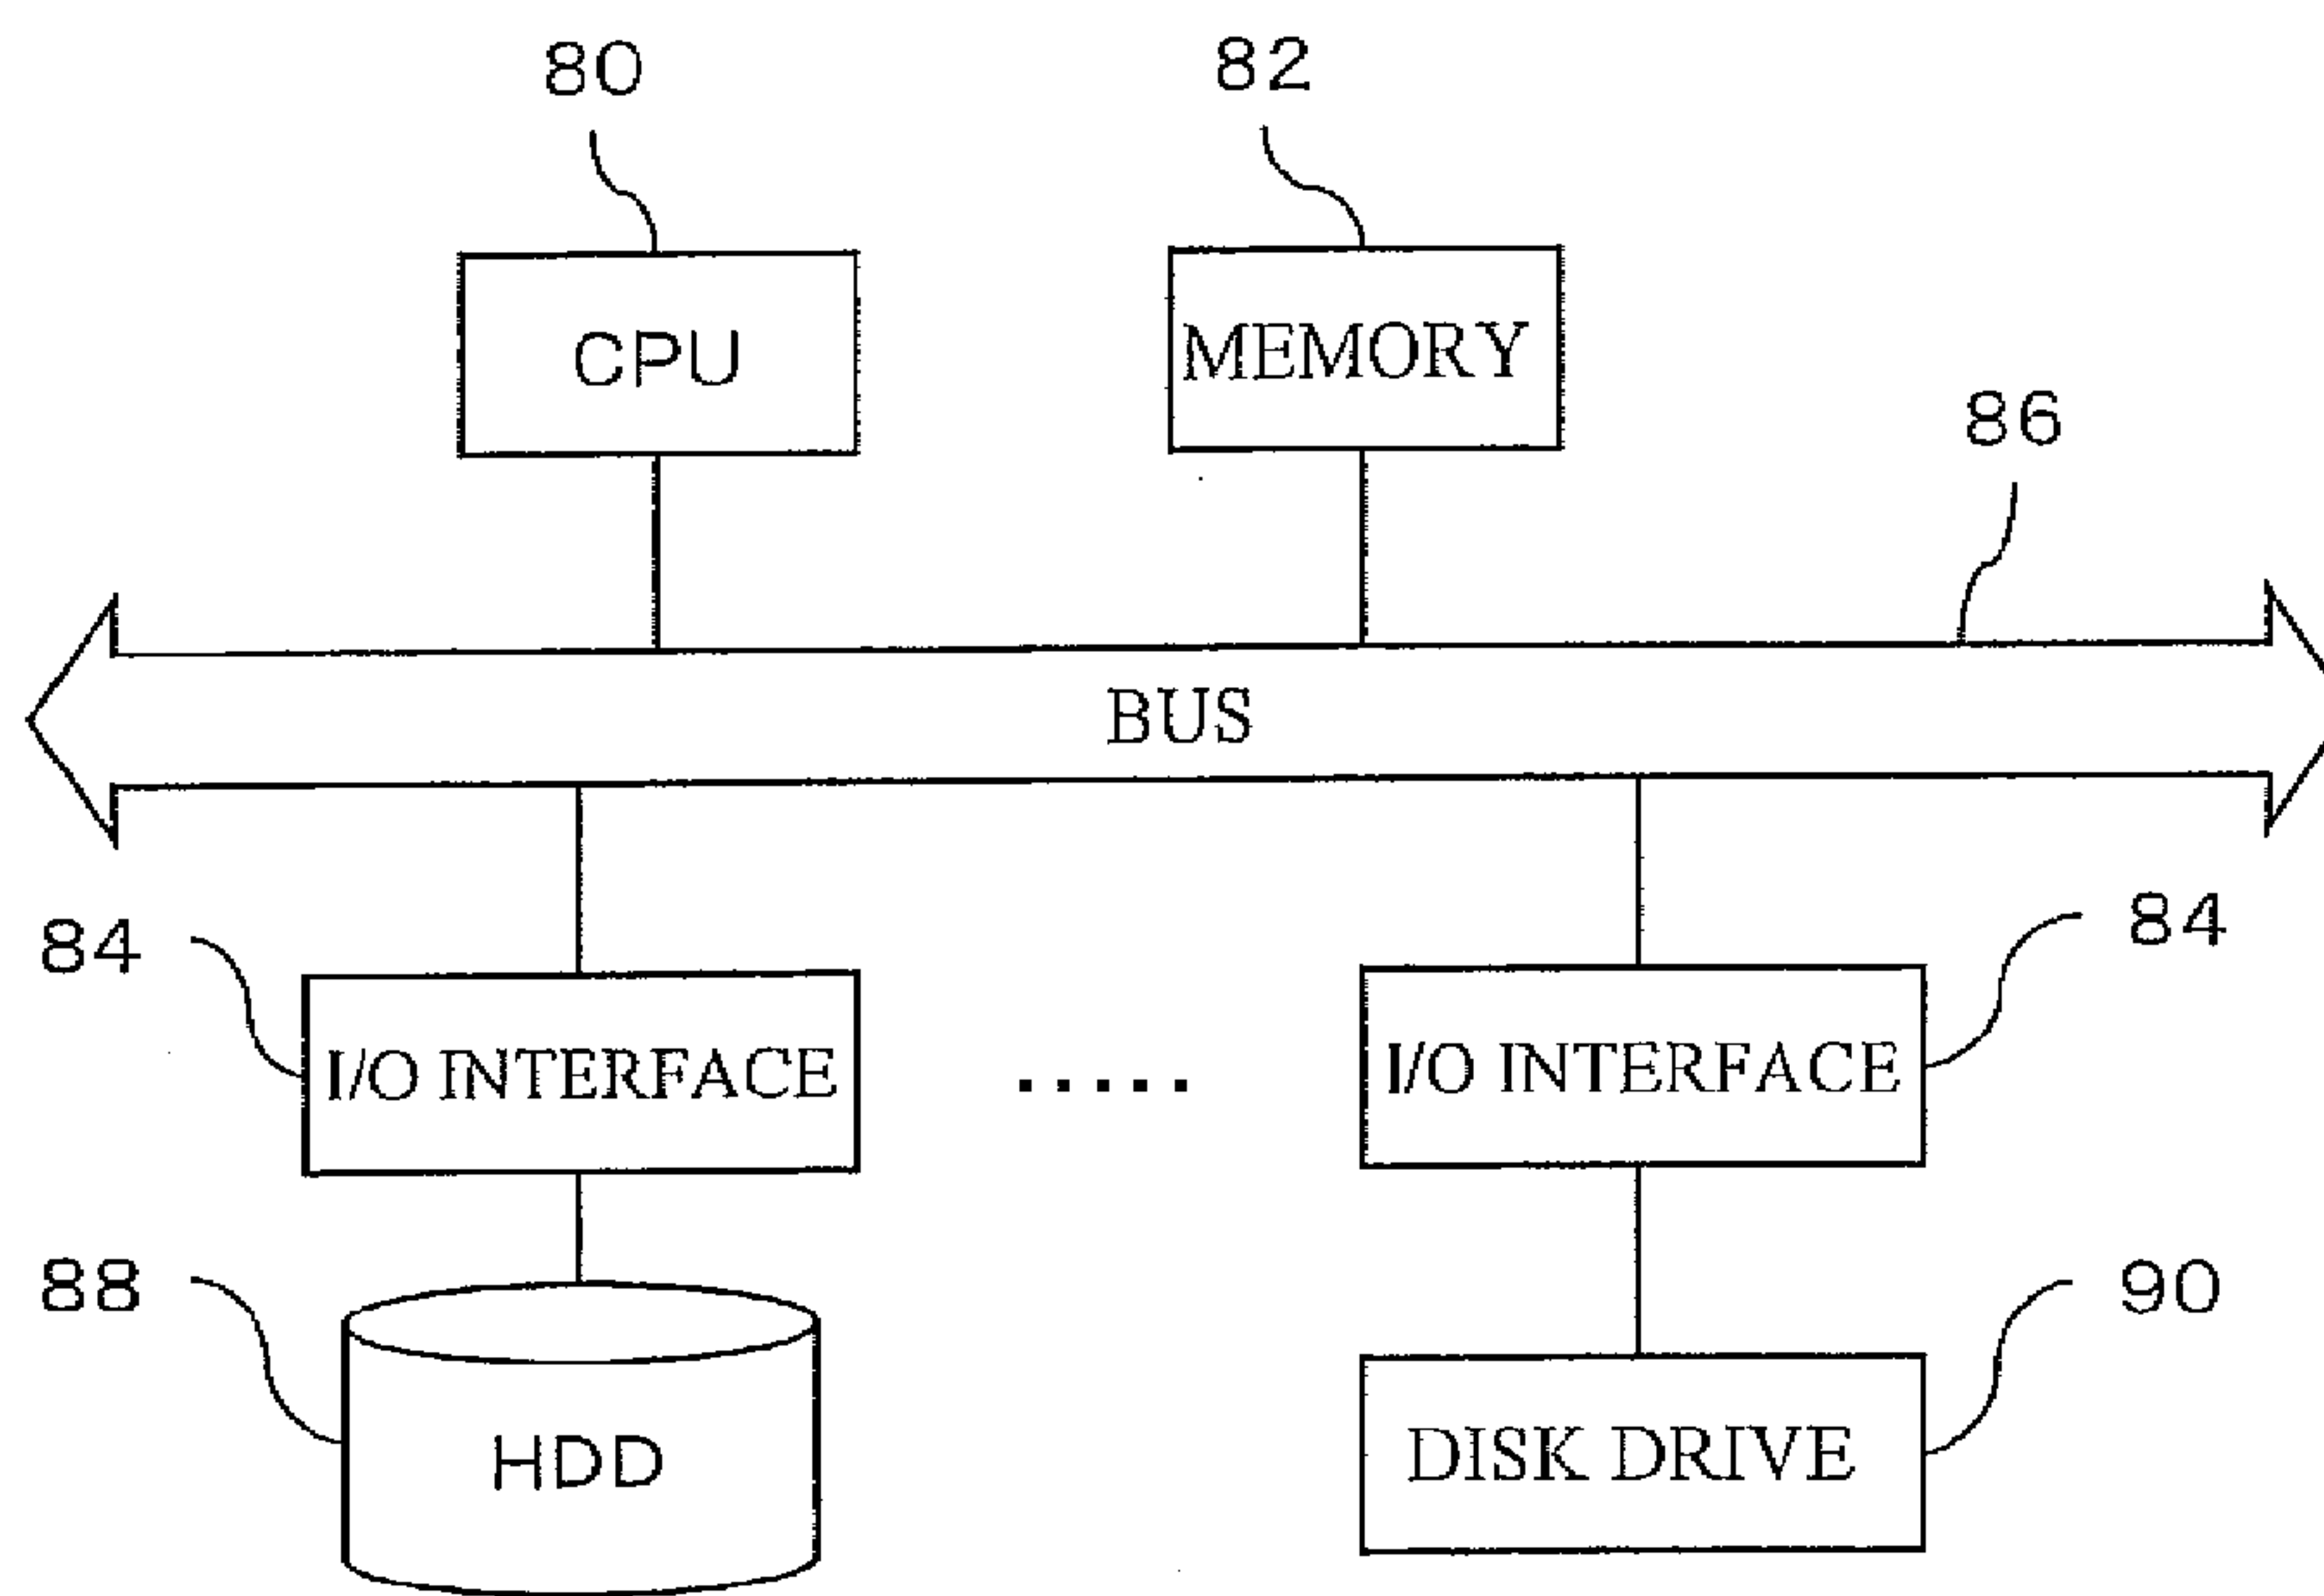 80
82
CPU
MEMORY
86
BUS
84
84
I/O INTERFACE
.....
I/O INTERFACE
88
90
HDD
DISK DRIVE